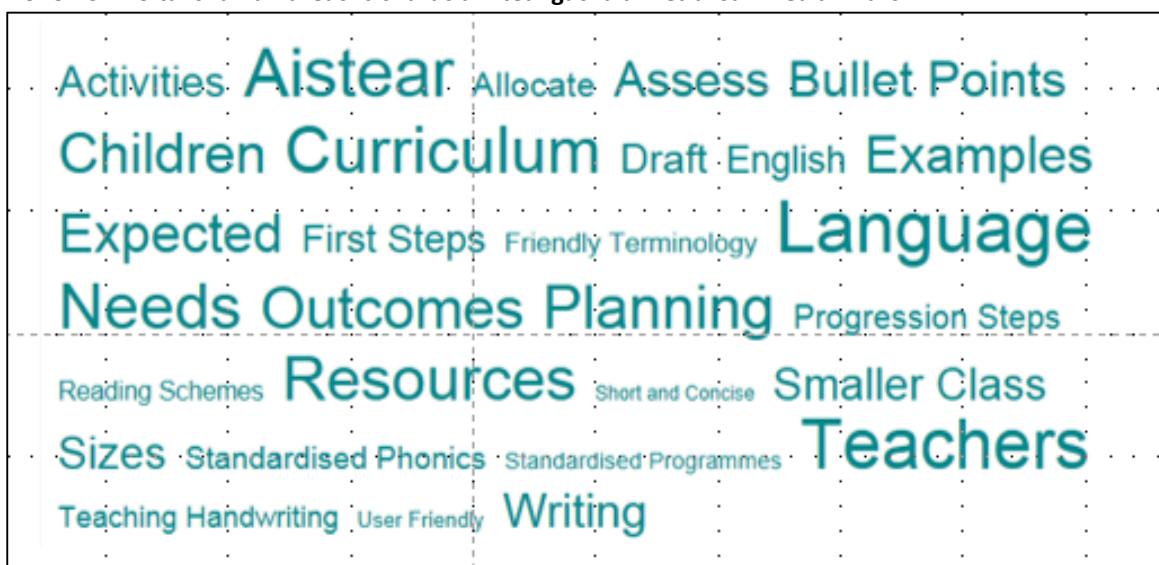 Activities Aistear Allocate Assess Bullet Points
Children Curriculum Draft English Examples
Expected First Steps Friendly Terminology Language
Needs Outcomes Planning Progression Steps
Reading Schemes Resources Short and Concise Smaller Class
Sizes Standardised Phonics Standardised Programmes Teachers
Teaching Handwriting User Friendly Writing